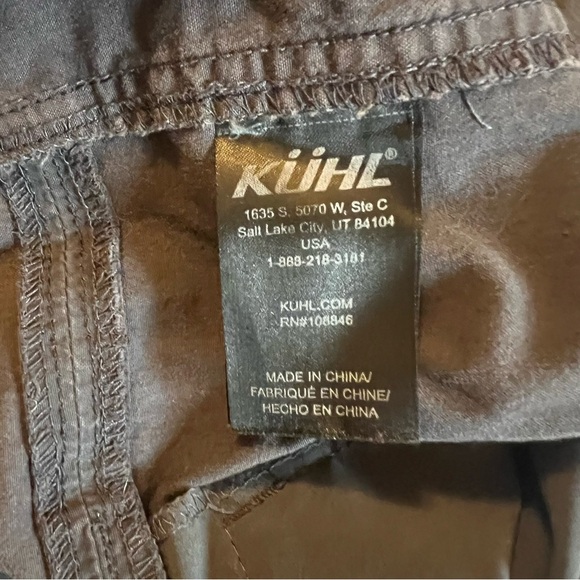 KÜHL®
1635 S. 5070 W, Ste C
Salt Lake City, UT 84104
USA
1-888-218-3181
KUHL.COM
RN#108846
MADE IN CHINA/
FABRIQUÉ EN CHINE/
HECHO EN CHINA